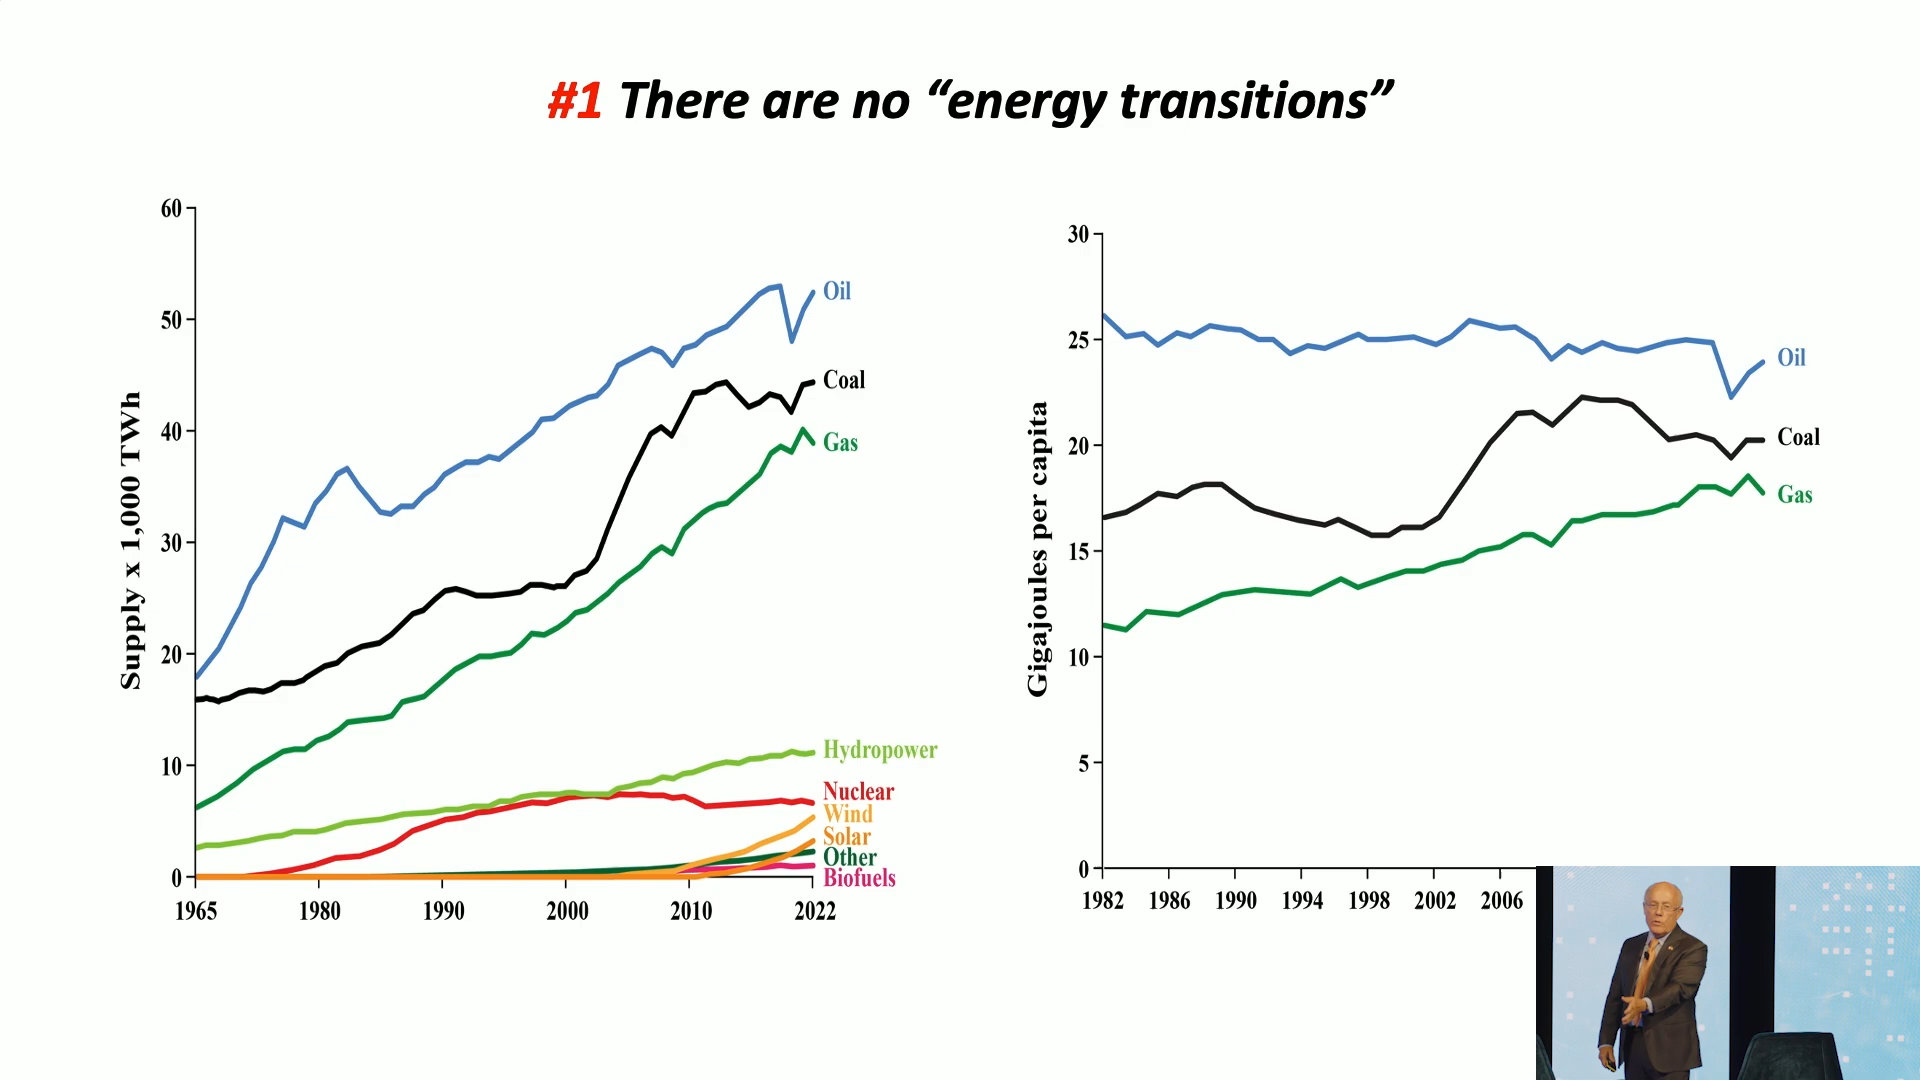 #1 There are no “energy transitions”
Supply x 1,000 TWh
60
50
40
30
20
10
0
1965 1980 1990 2000 2010 2022
Oil
Coal
Gas
Hydropower
Nuclear
Wind
Solar
Other
Biofuels
Gigajoules per capita
30
25
20
15
10
5
0
1982 1986 1990 1994 1998 2002 2006
Oil
Coal
Gas